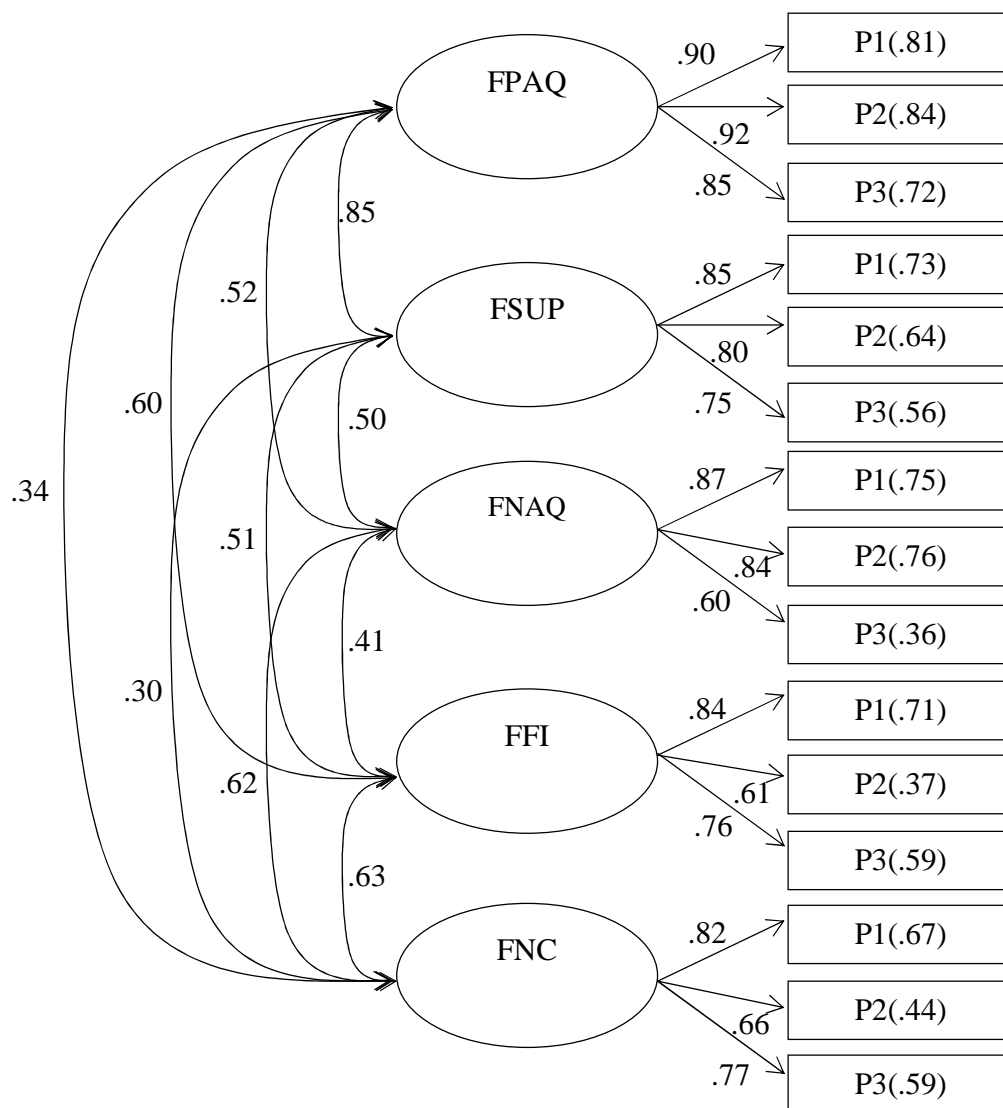 FPAQ
.90
P1(.81)
.92
P2(.84)
.85
P3(.72)
.85
.52
FSUP
.85
P1(.73)
.80
P2(.64)
.75
P3(.56)
.60
.50
.34
FNAQ
.87
P1(.75)
.84
P2(.76)
.60
P3(.36)
.51
.41
.30
FFI
.84
P1(.71)
.61
P2(.37)
.76
P3(.59)
.62
.63
FNC
.82
P1(.67)
.66
P2(.44)
.77
P3(.59)